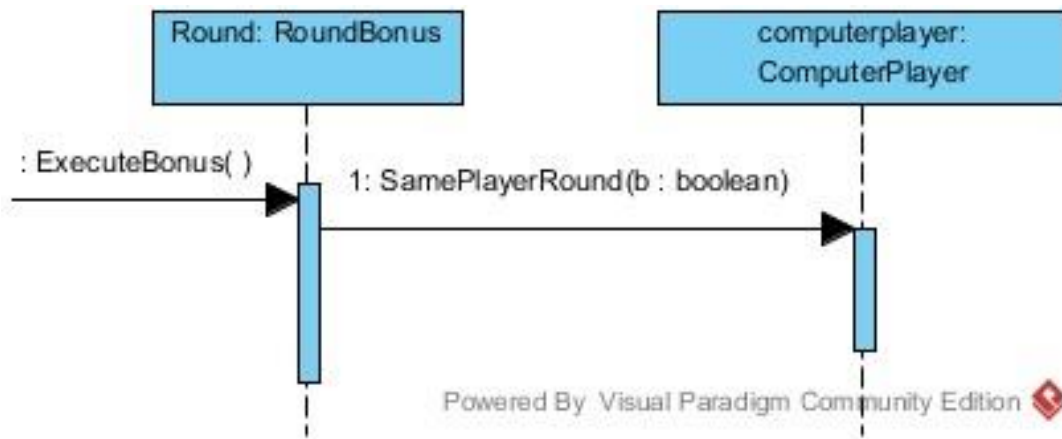 Round: RoundBonus
computerplayer:
ComputerPlayer
: ExecuteBonus( )
1: SamePlayerRound(b : boolean)
Powered By Visual Paradigm Community Edition